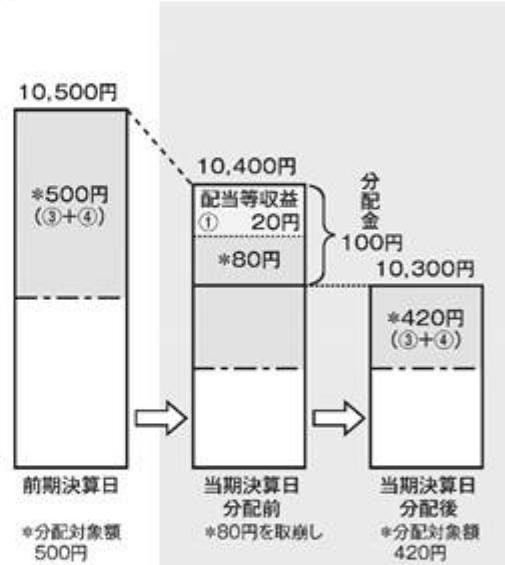 10,500円
*500円
(③+④)
前期決算日
*分配対象額
500円
10,400円
配当等収益
① 20円
*80円
分配金
100円
当期決算日
分配前
*80円を取崩し
10,300円
*420円
(③+④)
当期決算日
分配後
*分配対象額
420円